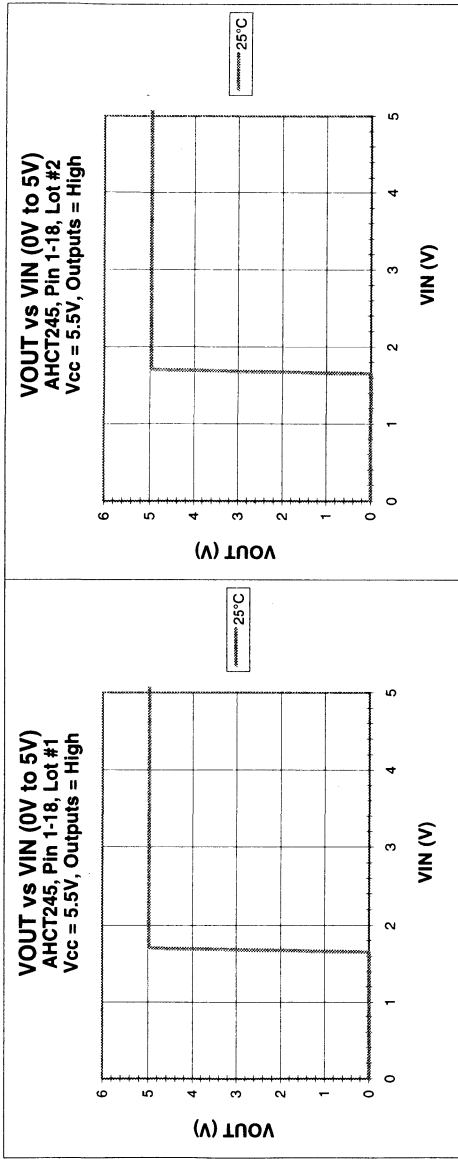 VOUT vs VIN (0V to 5V)
AHCT245, Pin 1-18, Lot #1
Vcc = 5.5V, Outputs = High
6
5
4
3
2
1
0
VOUT (V)
0
1
2
3
4
5
VIN (V)
25°C
VOUT vs VIN (0V to 5V)
AHCT245, Pin 1-18, Lot #2
Vcc = 5.5V, Outputs = High
6
5
4
3
2
1
0
VOUT (V)
0
1
2
3
4
5
VIN (V)
25°C